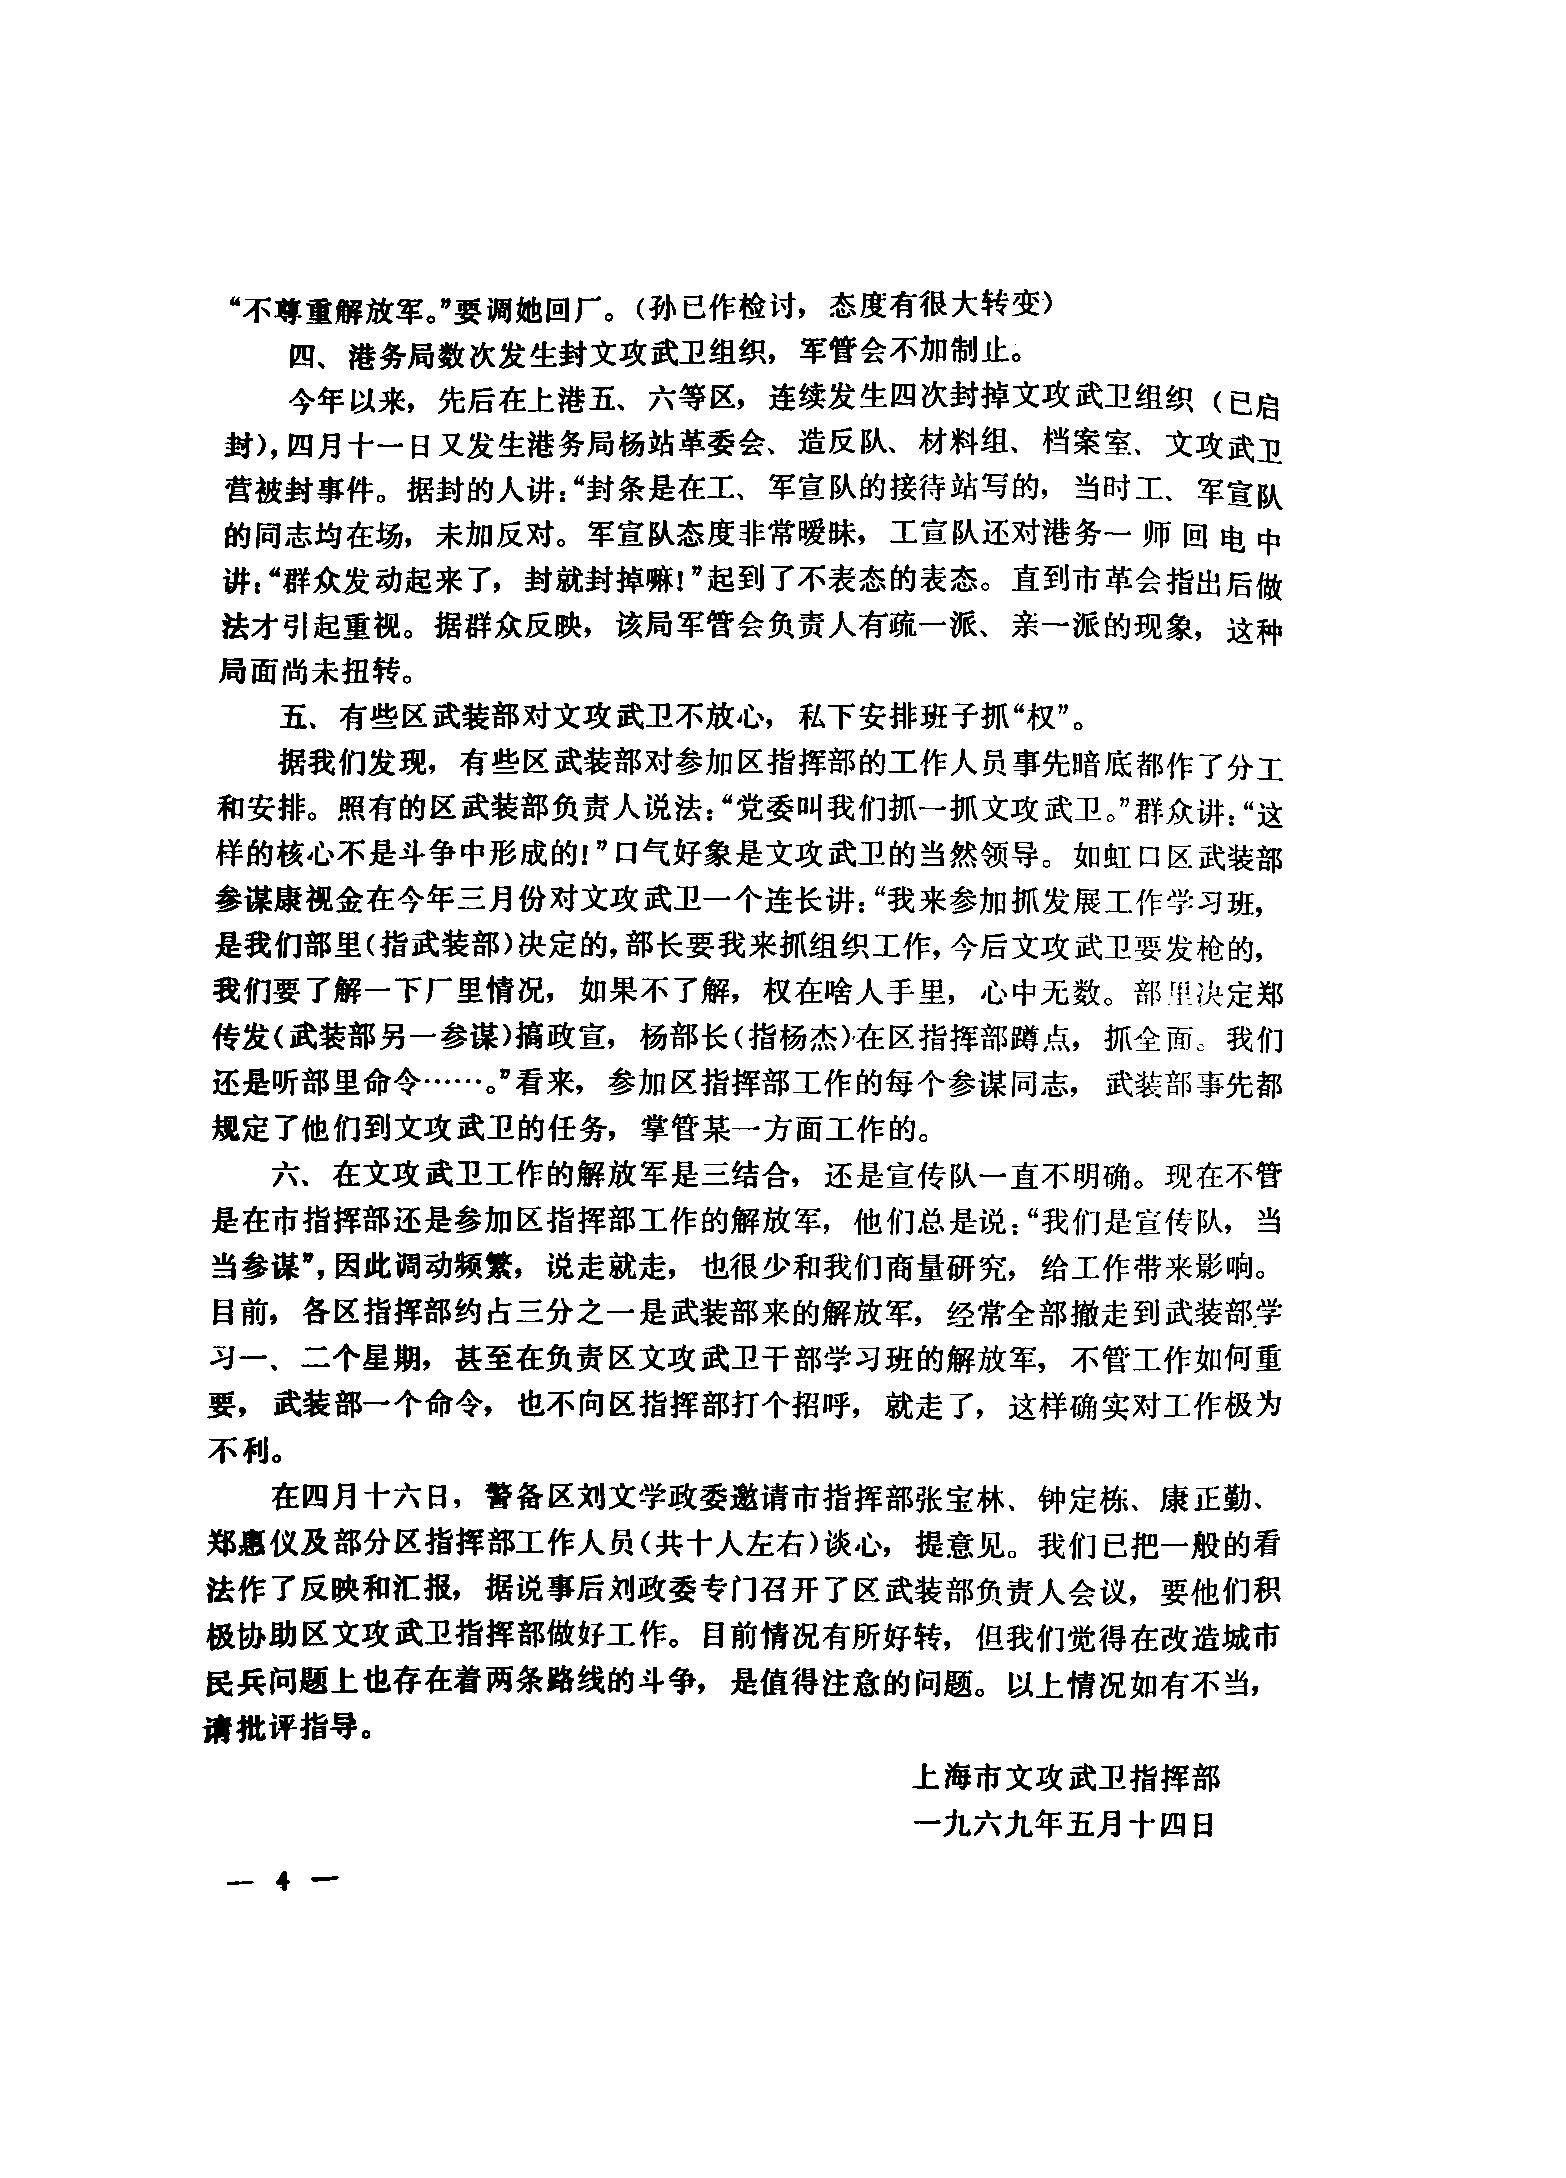 “不尊重解放军。”要调她回厂。(孙已作检讨，态度有很大转变)
四、港务局数次发生封文攻武卫组织，军管会不加制止。
今年以来，先后在上港五、六等区，连续发生四次封掉文攻武卫组织(已启
封)，四月十一日又发生港务局杨站革委会、造反队、材料组、档案室、文攻武卫
营被封事件。据封的人讲：“封条是在工、军宣队的接待站写的，当时工、军宣队
的同志均在场，未加反对。军宣队态度非常暧昧，工宣队还对港务一师回电中
讲：“群众发动起来了，封就封掉嘛！”起到了不表态的表态。直到市革会指出后做
法才引起重视。据群众反映，该局军管会负责人有疏一派、亲一派的现象，这种
局面尚未扭转。
五、有些区武装部对文攻武卫不放心，私下安排班子抓“权”。
据我们发现，有些区武装部对参加区指挥部的工作人员事先暗底都作了分工
和安排。照有的区武装部负责人说法：“党委叫我们抓一抓文攻武卫。”群众讲：“这
样的核心不是斗争中形成的！”口气好象是文攻武卫的当然领导。如虹口区武装部
参谋康视金在今年三月份对文攻武卫一个连长讲：“我来参加抓发展工作学习班，
是我们部里(指武装部)决定的，部长要我来抓组织工作，今后文攻武卫要发枪的，
我们要了解一下厂里情况，如果不了解，权在啥人手里，心中无数。部里决定郑
传发(武装部另一参谋)搞政宣，杨部长(指杨杰)在区指挥部蹲点，抓全面。我们
还是听部里命令……。”看来，参加区指挥部工作的每个参谋同志，武装部事先都
规定了他们到文攻武卫的任务，掌管某一方面工作的。
六、在文攻武卫工作的解放军是三结合，还是宣传队一直不明确。现在不管
是在市指挥部还是参加区指挥部工作的解放军，他们总是说：“我们是宣传队，当
当参谋”，因此调动频繁，说走就走，也很少和我们商量研究，给工作带来影响。
目前，各区指挥部约占三分之一是武装部来的解放军，经常全部撤走到武装部学
习一、二个星期，甚至在负责区文攻武卫干部学习班的解放军，不管工作如何重
要，武装部一个命令，也不向区指挥部打个招呼，就走了，这样确实对工作极为
不利。
在四月十六日，警备区刘文学政委邀请市指挥部张宝林、钟定栋、康正勤、
郑惠仪及部分区指挥部工作人员(共十人左右)谈心，提意见。我们已把一般的看
法作了反映和汇报，据说事后刘政委专门召开了区武装部负责人会议，要他们积
极协助区文攻武卫指挥部做好工作。目前情况有所好转，但我们觉得在改造城市
民兵问题上也存在着两条路线的斗争，是值得注意的问题。以上情况如有不当，
请批评指导。
上海市文攻武卫指挥部
一九六九年五月十四日
— 4 —